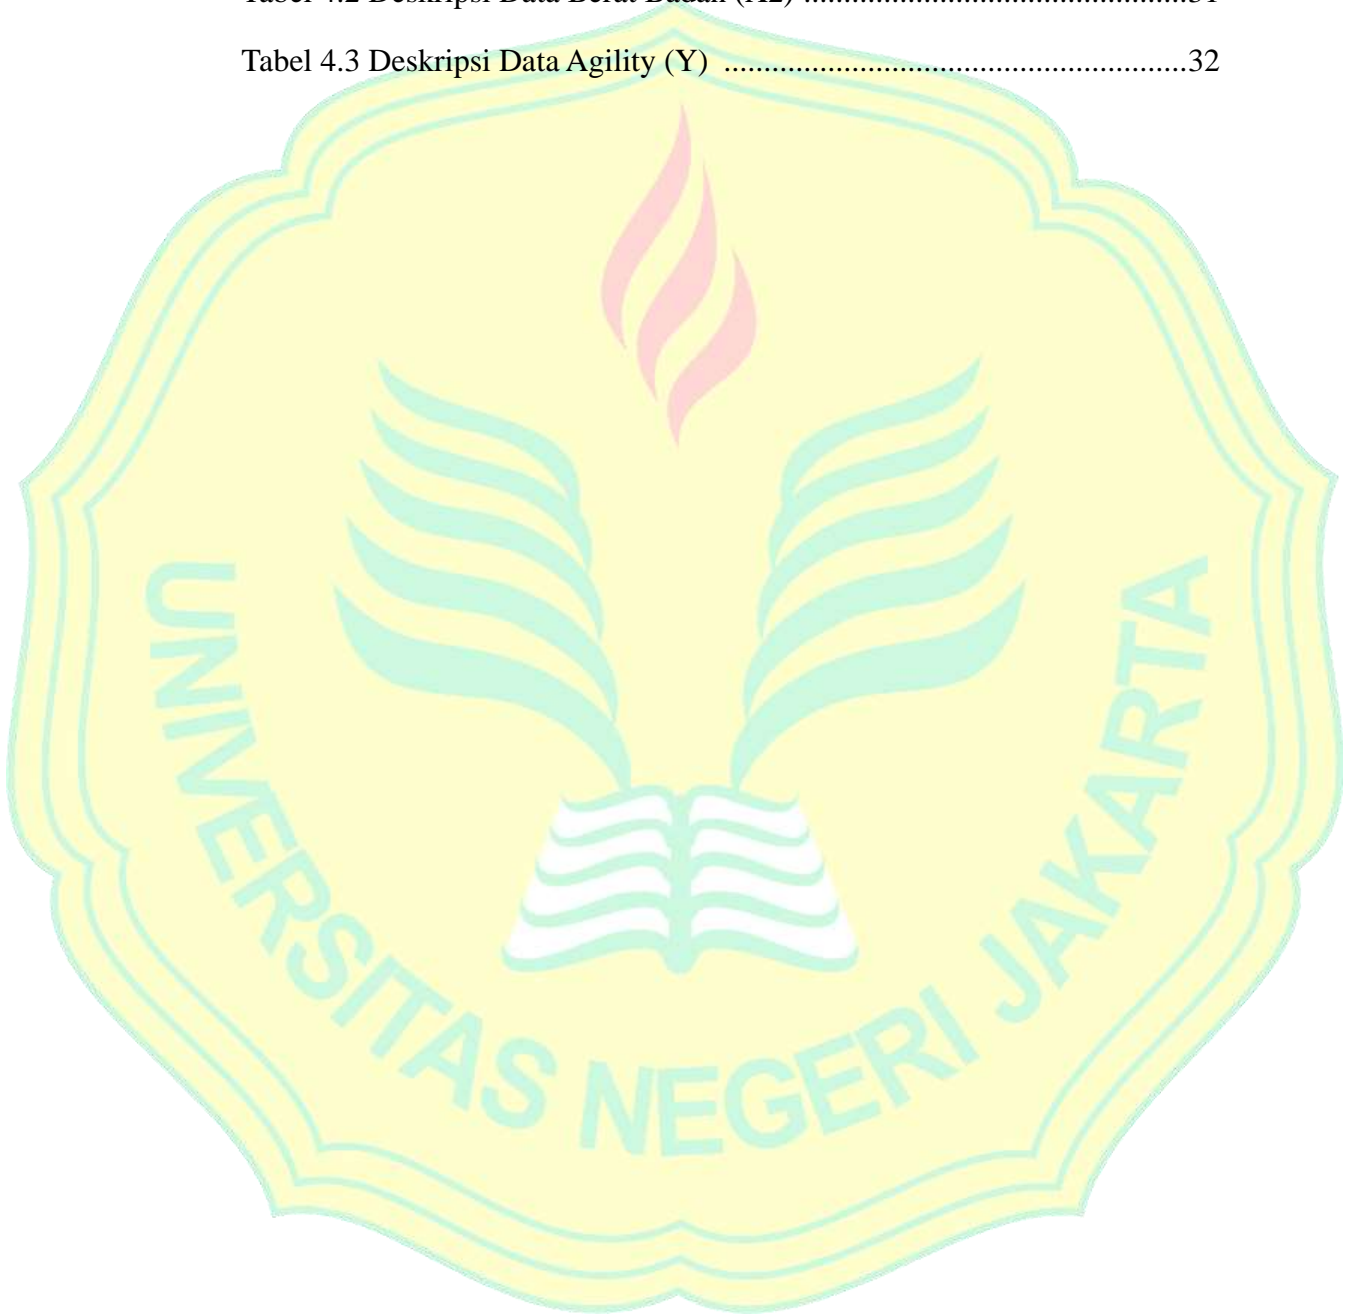 Tabel 4.2 Deskripsi Data Berat Badan (X2) ................................................31
Tabel 4.3 Deskripsi Data Agility (Y) ..........................................................32
UNIVERSITAS NEGERI JAKARTA